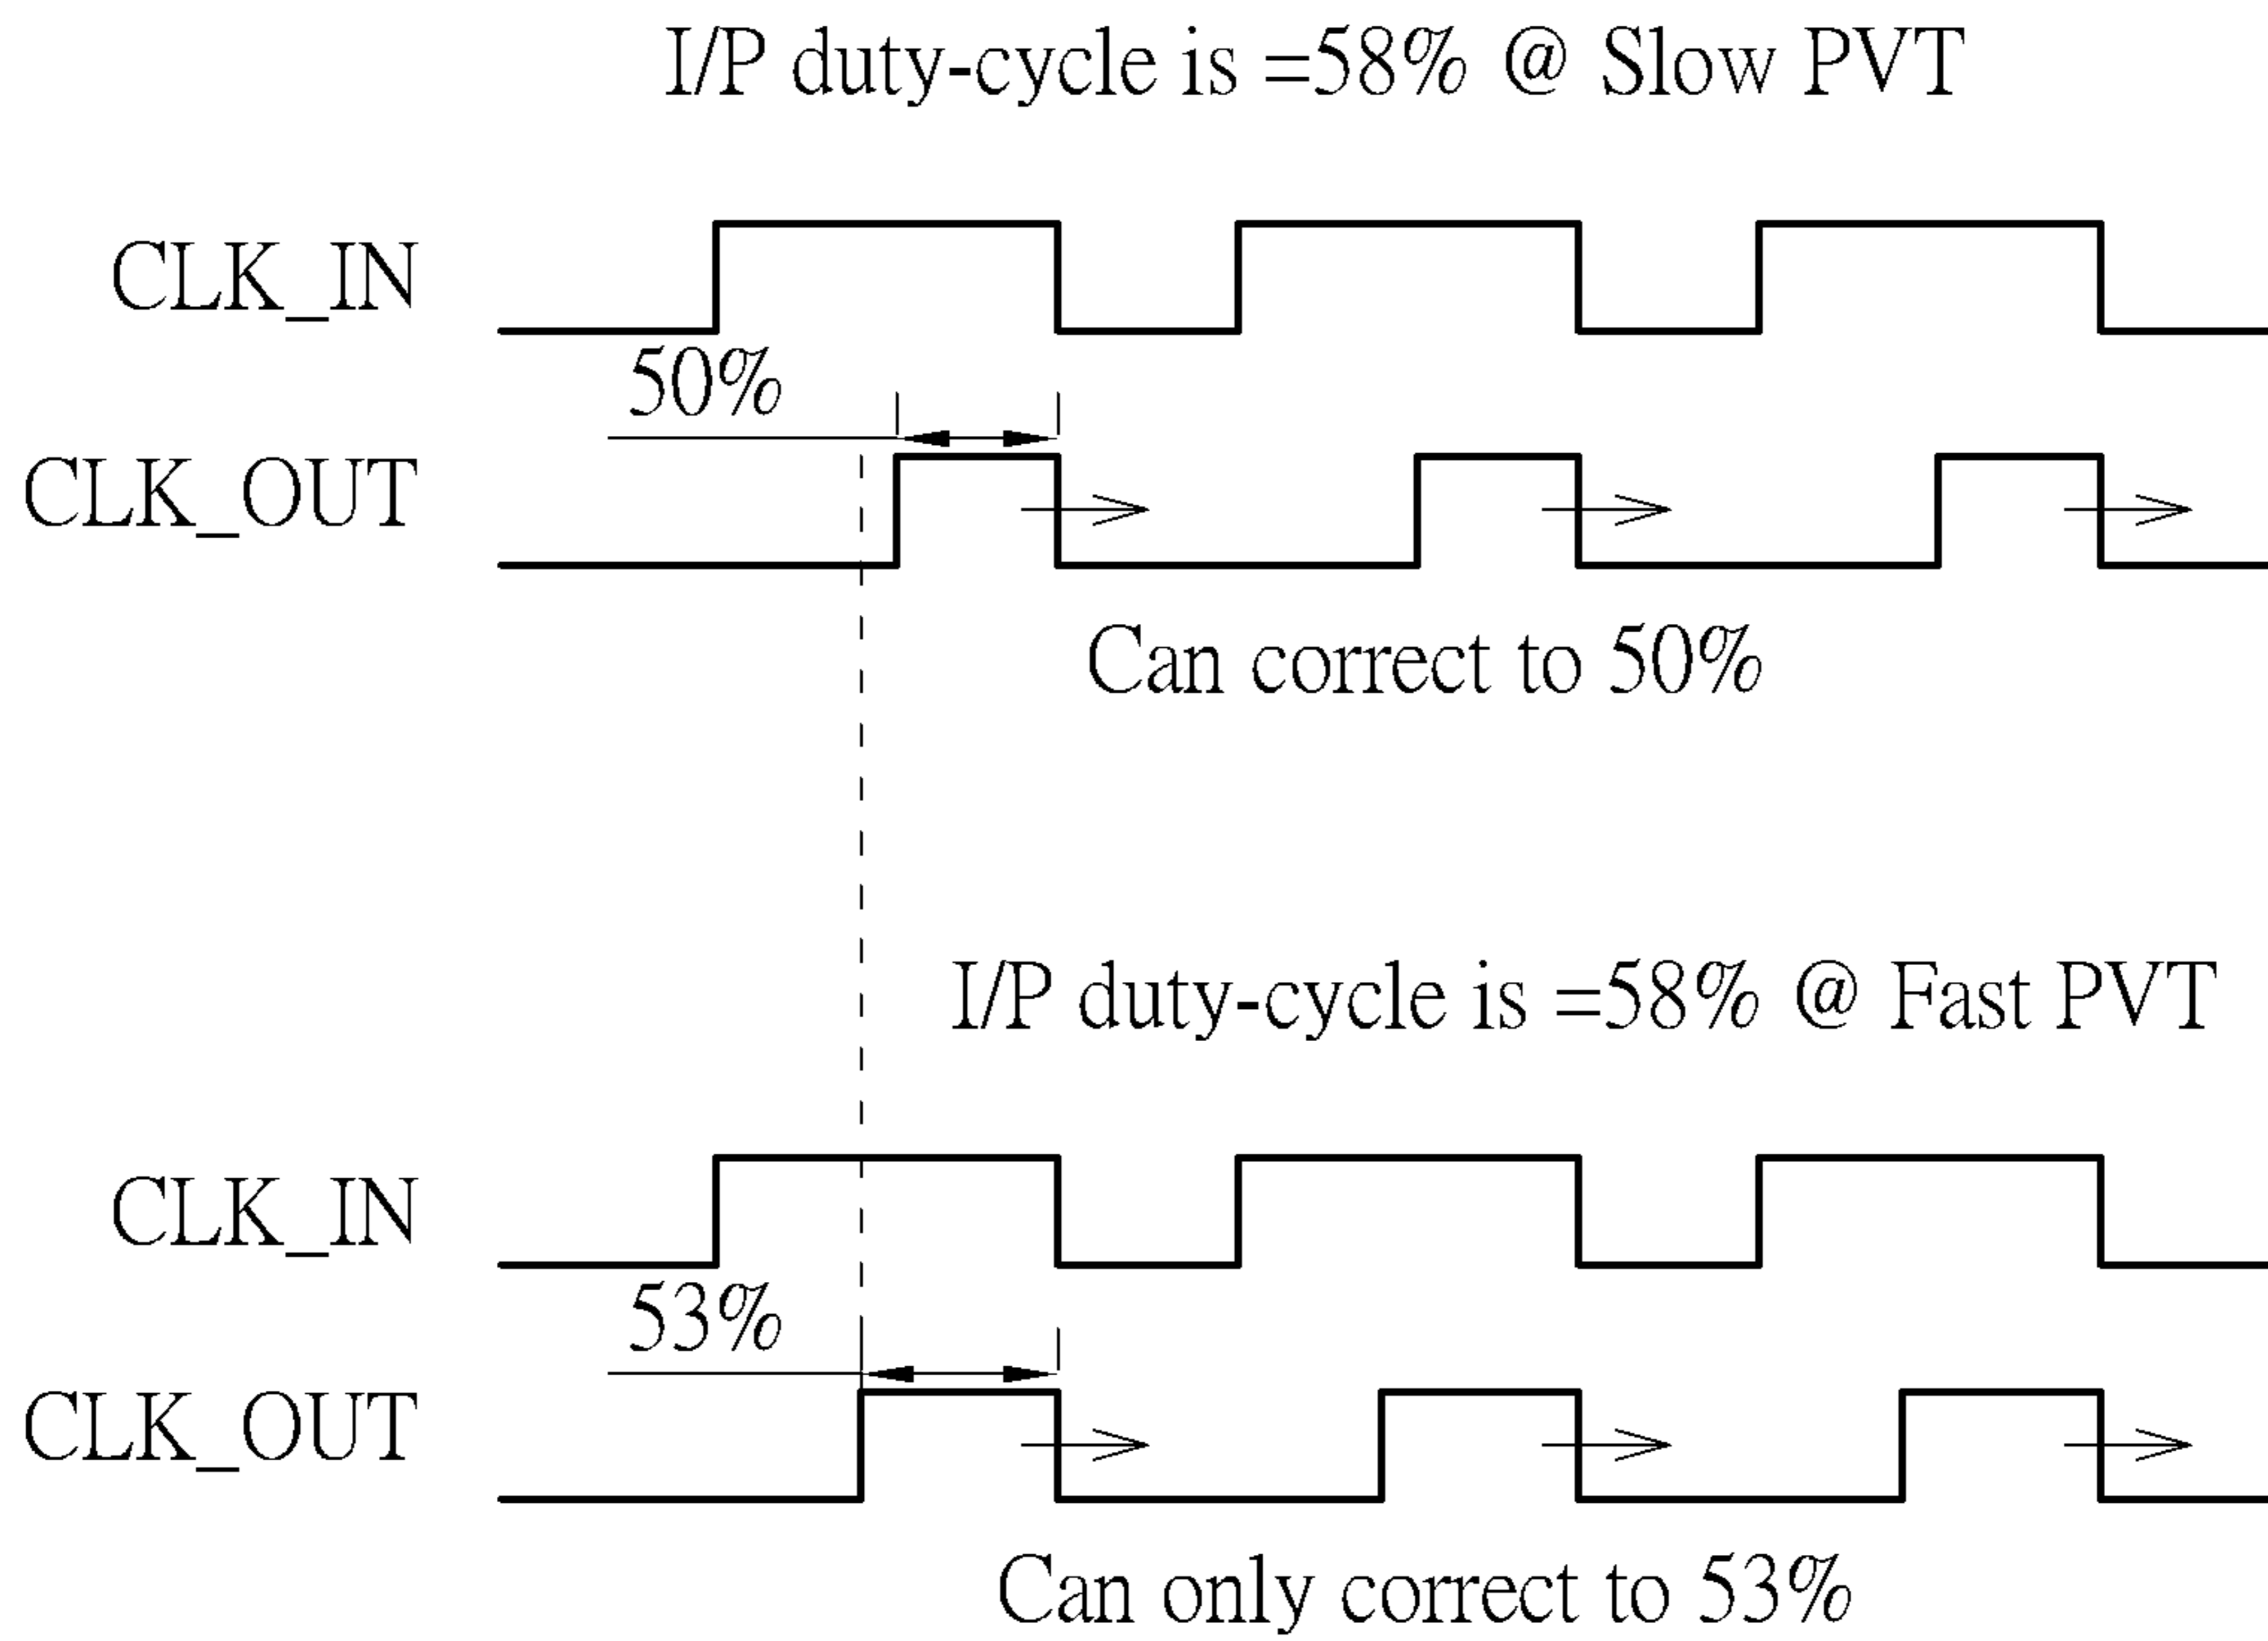 I/P duty-cycle is =58% @ Slow PVT
CLK_IN
50%
CLK_OUT
Can correct to 50%
I/P duty-cycle is =58% @ Fast PVT
CLK_IN
53%
CLK_OUT
Can only correct to 53%